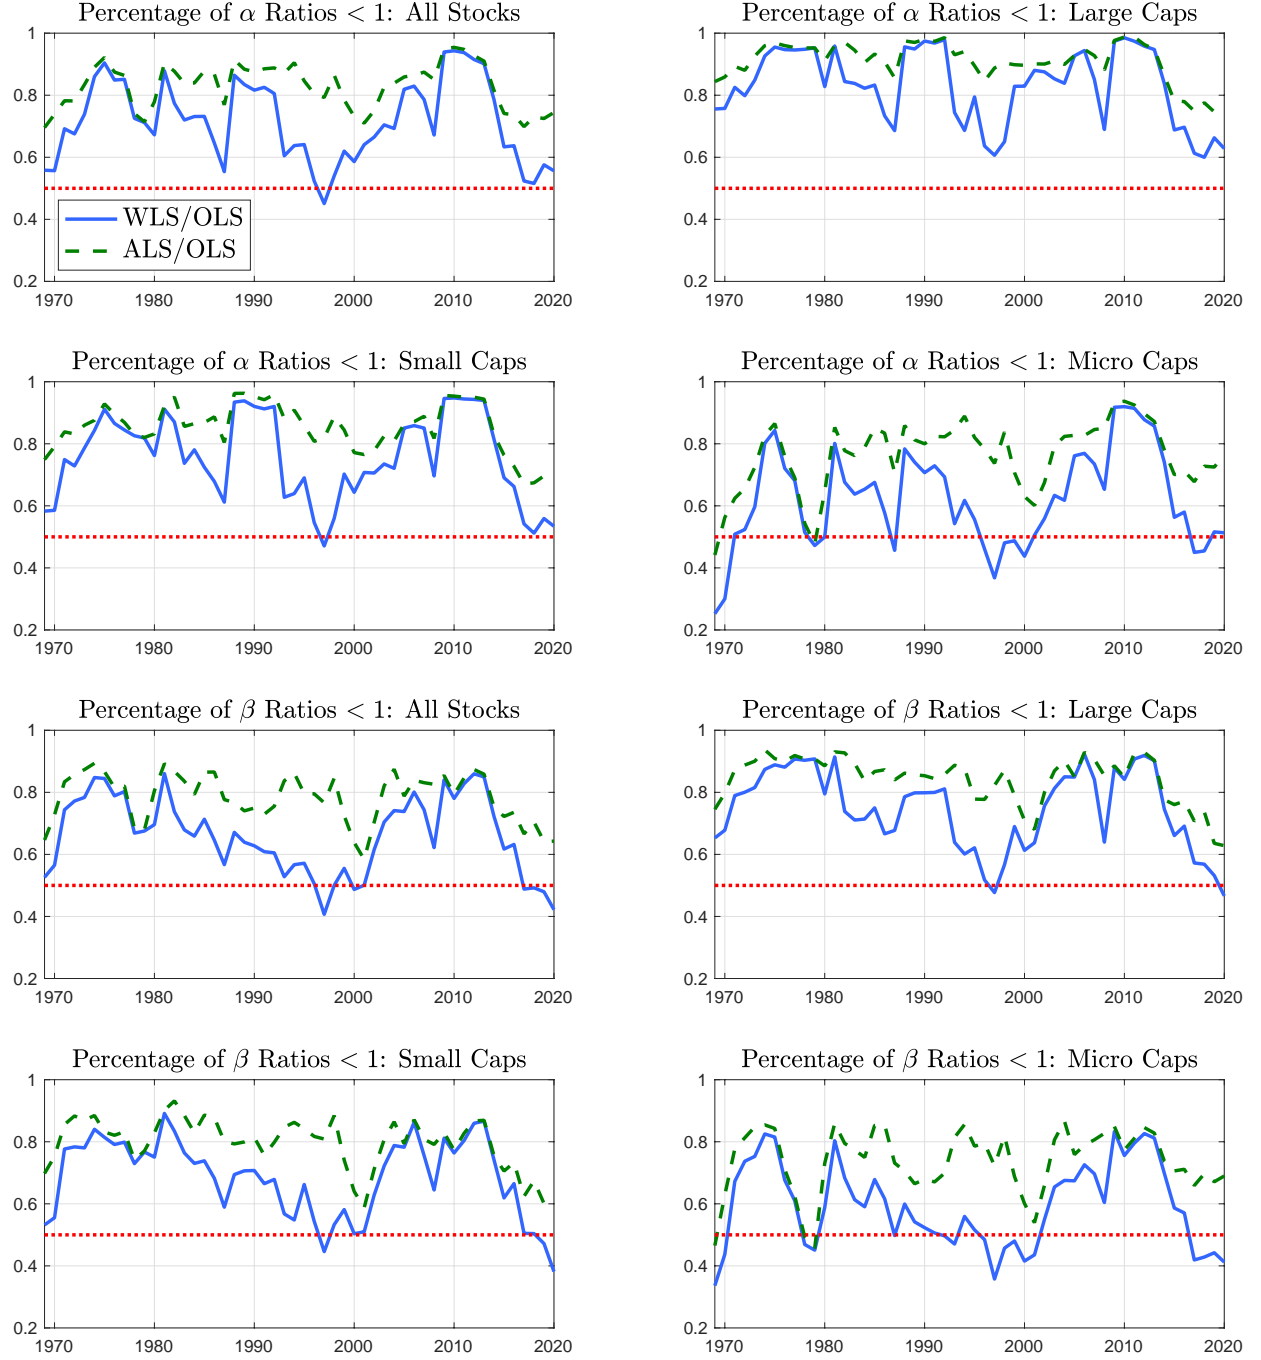 Percentage of α Ratios < 1: All Stocks
1
0.8
0.6
0.4
0.2
WLS/OLS
ALS/OLS
1970 1980 1990 2000 2010 2020
Percentage of α Ratios < 1: Large Caps
1
0.8
0.6
0.4
0.2
1970 1980 1990 2000 2010 2020
Percentage of α Ratios < 1: Small Caps
1
0.8
0.6
0.4
0.2
1970 1980 1990 2000 2010 2020
Percentage of α Ratios < 1: Micro Caps
1
0.8
0.6
0.4
0.2
1970 1980 1990 2000 2010 2020
Percentage of β Ratios < 1: All Stocks
1
0.8
0.6
0.4
0.2
1970 1980 1990 2000 2010 2020
Percentage of β Ratios < 1: Large Caps
1
0.8
0.6
0.4
0.2
1970 1980 1990 2000 2010 2020
Percentage of β Ratios < 1: Small Caps
1
0.8
0.6
0.4
0.2
1970 1980 1990 2000 2010 2020
Percentage of β Ratios < 1: Micro Caps
1
0.8
0.6
0.4
0.2
1970 1980 1990 2000 2010 2020